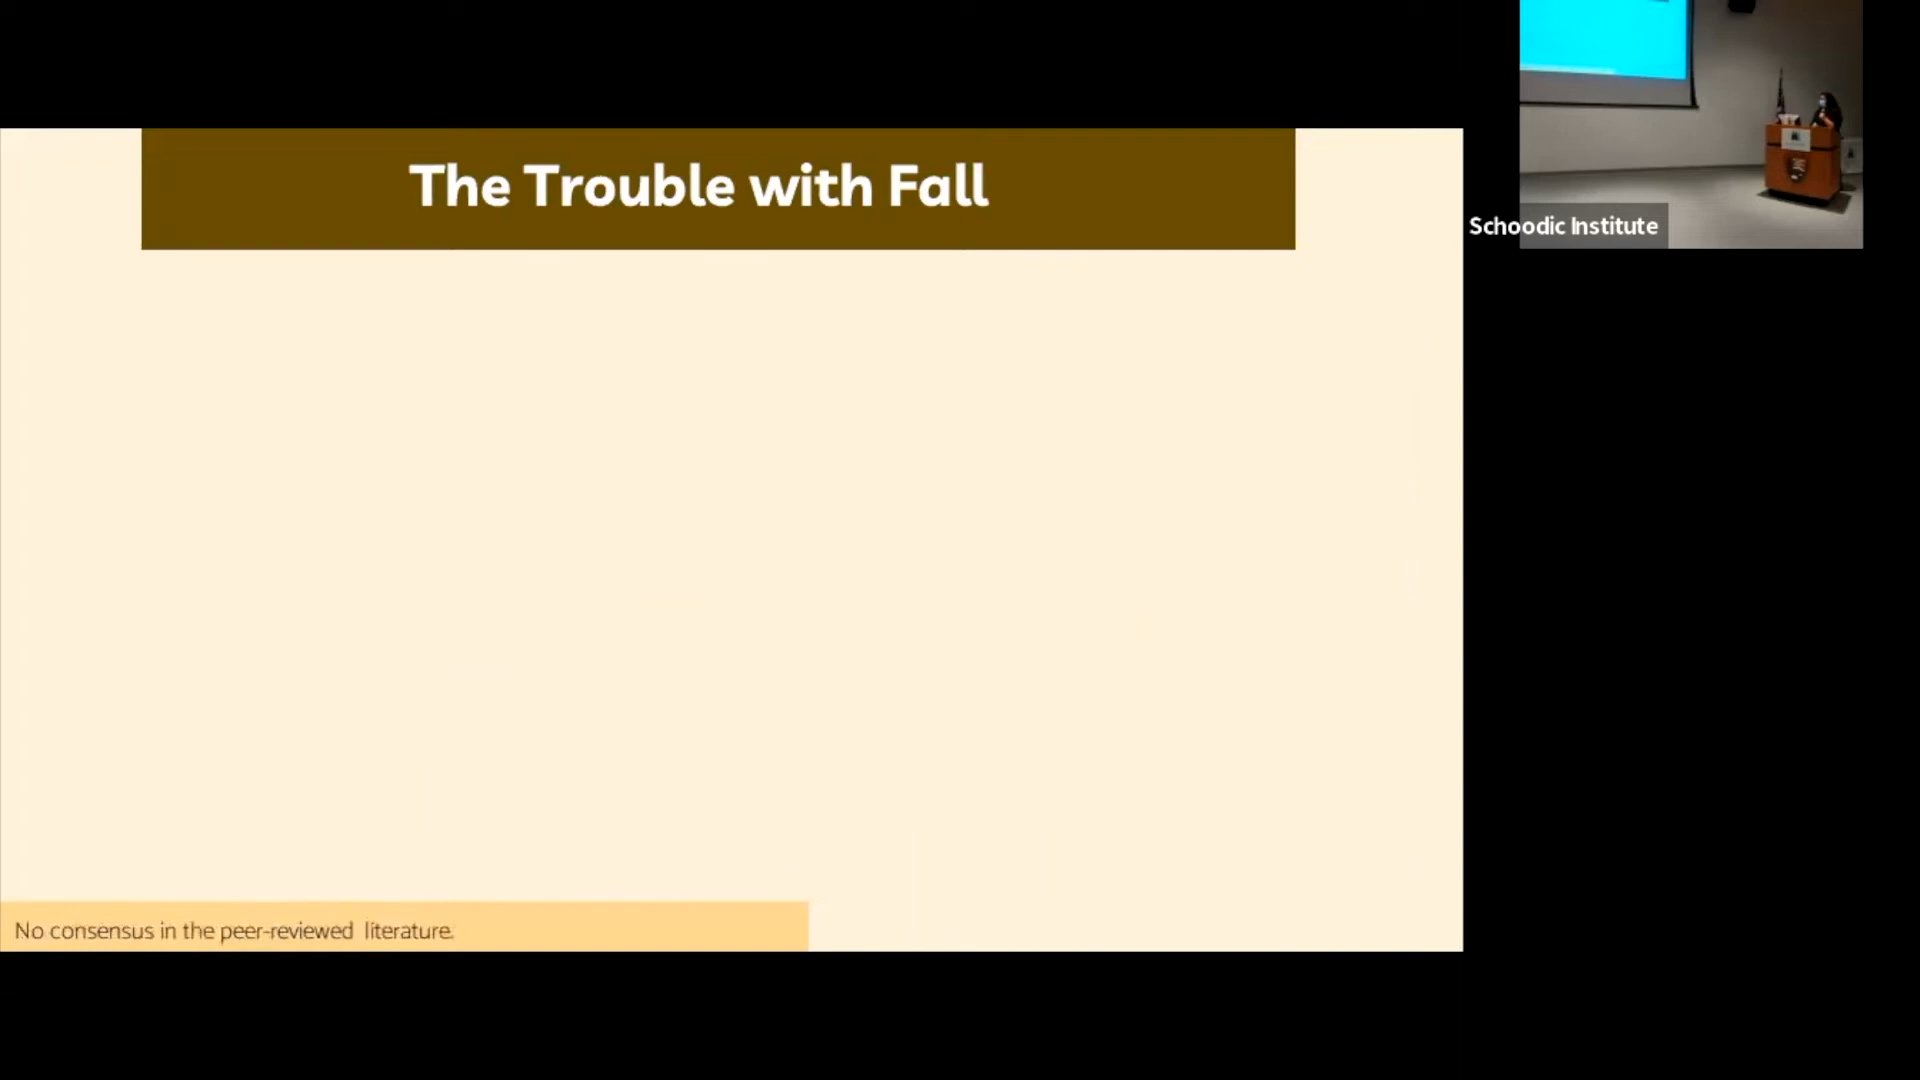 The Trouble with Fall
Schoodic Institute
No consensus in the peer-reviewed literature.